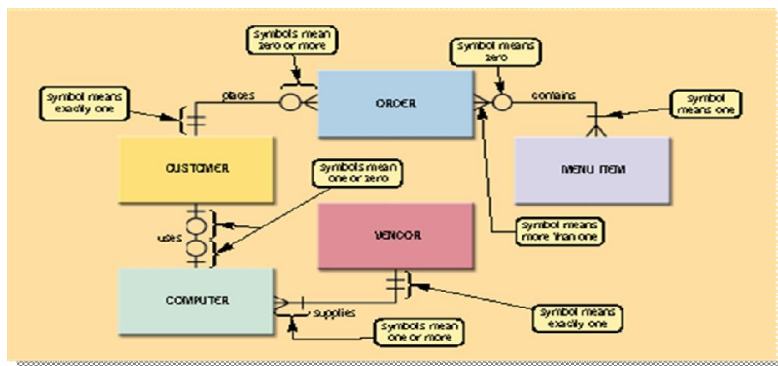 symbols mean
zero or more
symbol means
zero
symbol means
exactly one
places
ORDER
contains
symbol
means one
CUSTOMER
symbols mean
one or zero
MENU ITEM
uses
VENDOR
symbol means
more than one
COMPUTER
supplies
symbols mean
one or more
symbol means
exactly one